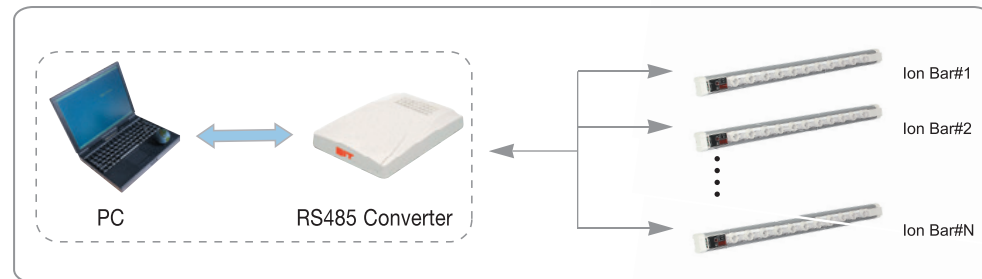 Ion Bar#1
Ion Bar#2
PC
RS485 Converter
Ion Bar#N